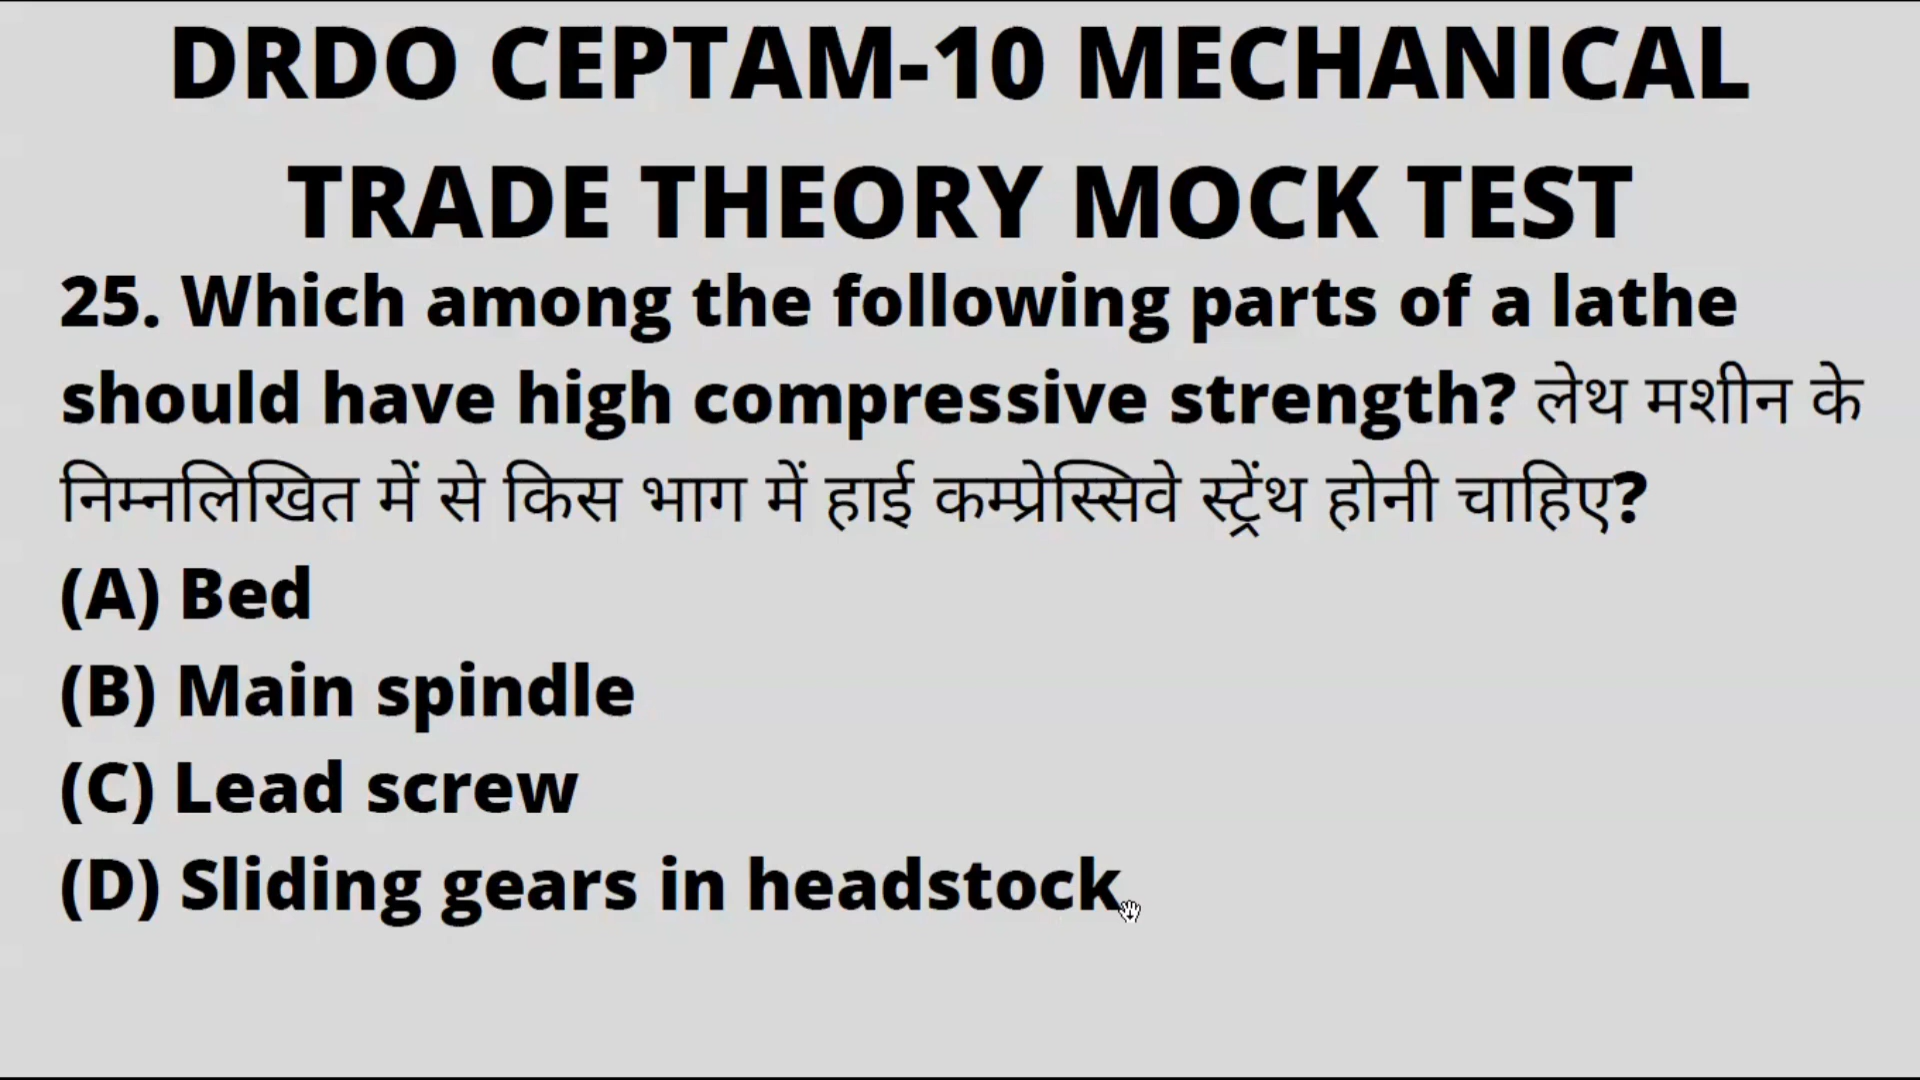 DRDO CEPTAM-10 MECHANICAL
TRADE THEORY MOCK TEST
25. Which among the following parts of a lathe
should have high compressive strength? लेथ मशीन के
निम्नलिखित में से किस भाग में हाई कम्प्रेस्सिवे स्ट्रेंथ होनी चाहिए?
(A) Bed
(B) Main spindle
(C) Lead screw
(D) Sliding gears in headstock